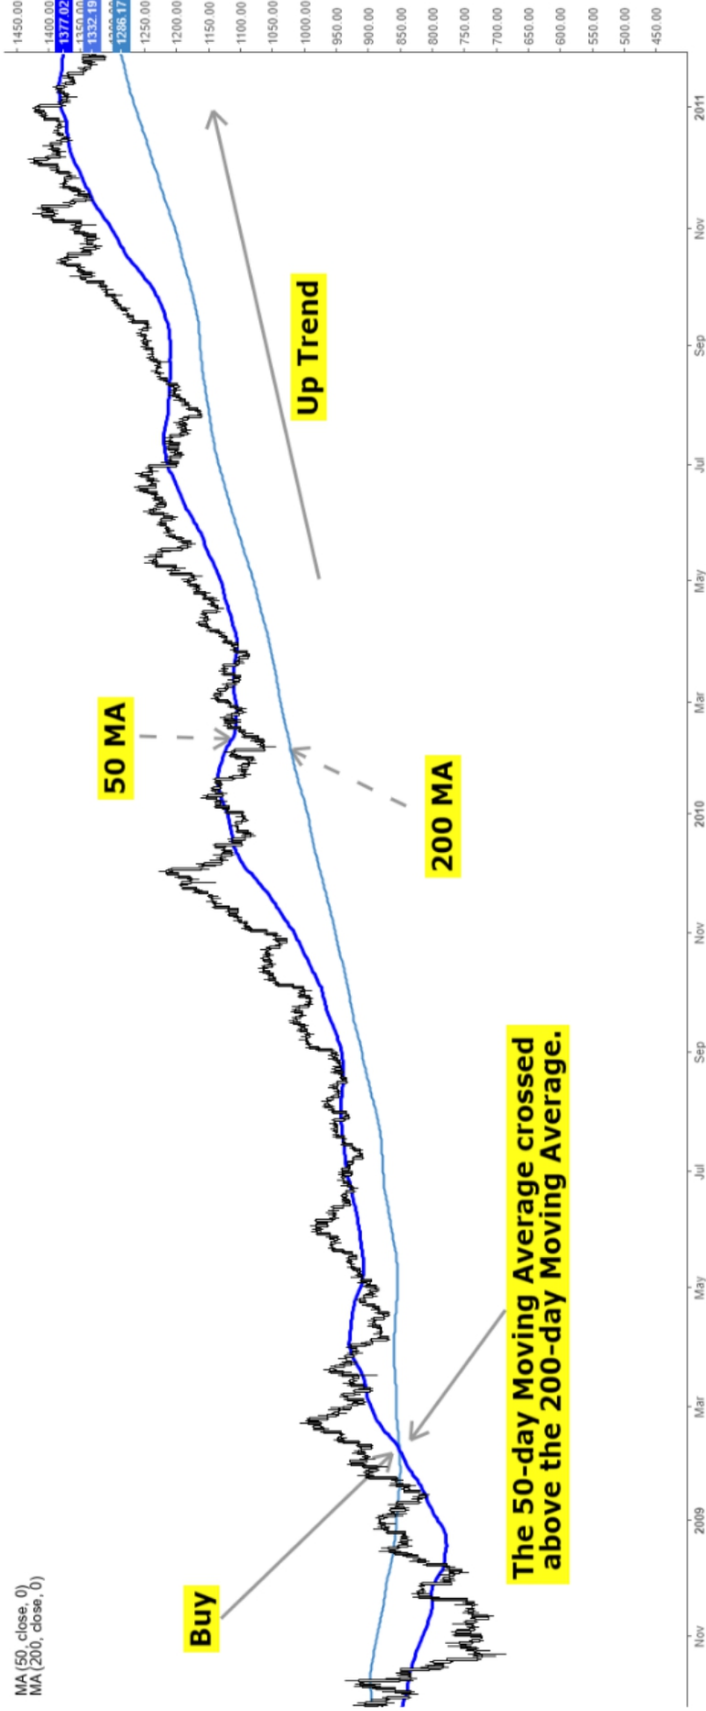 MA (50, close, 0)
MA (200, close, 0)
Buy
50 MA
200 MA
Up Trend
The 50-day Moving Average crossed
above the 200-day Moving Average.
1450.00
1400.00
1377.02
1350.00
1332.19
1286.17
1250.00
1200.00
1150.00
1100.00
1050.00
1000.00
950.00
900.00
850.00
800.00
750.00
700.00
650.00
600.00
550.00
500.00
450.00
Nov
2009
Mar
May
Jul
Sep
Nov
2010
Mar
May
Jul
Sep
Nov
2011